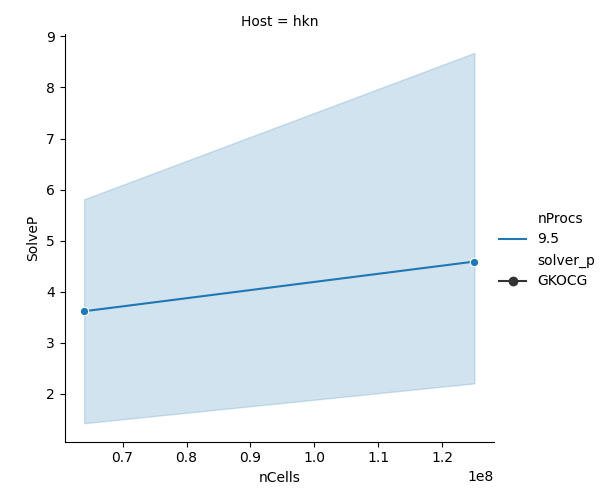 Host = hkn
9
8
7
6
5
4
3
2
SolveP
0.7
0.8
0.9
1.0
1.1
1.2
1e8
nCells
nProcs
9.5
solver_p
GKOCG